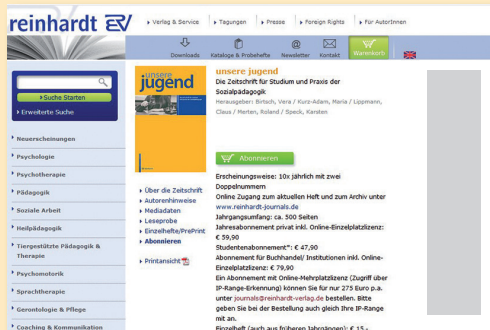 reinhardt
Verlag & Service Tagungen Presse Foreign Rights Für AutorInnen
Downloads Kataloge & Probehefte Newsletter Kontakt Warenkorb
Suche Starten
Erweiterte Suche
Neuerscheinungen
Psychologie
Psychotherapie
Pädagogik
Soziale Arbeit
Heilpädagogik
Tiergestützte Pädagogik &
Therapie
Psychomotorik
Sprachtherapie
Gerontologie & Pflege
Coaching & Kommunikation
unsere
jugend
Über die Zeitschrift
Autorenhinweise
Mediadaten
Leseprobe
Einzelhefte/PrePrint
Abonnieren
Printansicht
unsere jugend
Die Zeitschrift für Studium und Praxis der
Sozialpädagogik
Herausgeber: Birtsch, Vera / Kurz-Adam, Maria / Lippmann,
Claus / Merten, Roland / Speck, Karsten
Abonnieren
Erscheinungsweise: 10x jährlich mit zwei
Doppelnummern
Online Zugang zum aktuellen Heft und zum Archiv unter
www.reinhardt-journals.de
Jahrgangsumfang: ca. 500 Seiten
Jahresabonnement privat inkl. Online-Einzelplatzlizenz:
€ 59,90
Studentenabonnement*: € 47,90
Abonnement für Buchhandel/ Institutionen inkl. Online-
Einzelplatzlizenz: € 79,90
Ein Abonnement mit Online-Mehrplatzlizenz (Zugriff über
IP-Range-Erkennung) können Sie für nur 275 Euro p.a.
unter journals@reinhardt-verlag.de bestellen. Bitte
geben Sie bei der Bestellung auch gleich Ihre IP-Range
mit an.
Einzelheft (auch aus früheren Jahrgängen): € 15,-